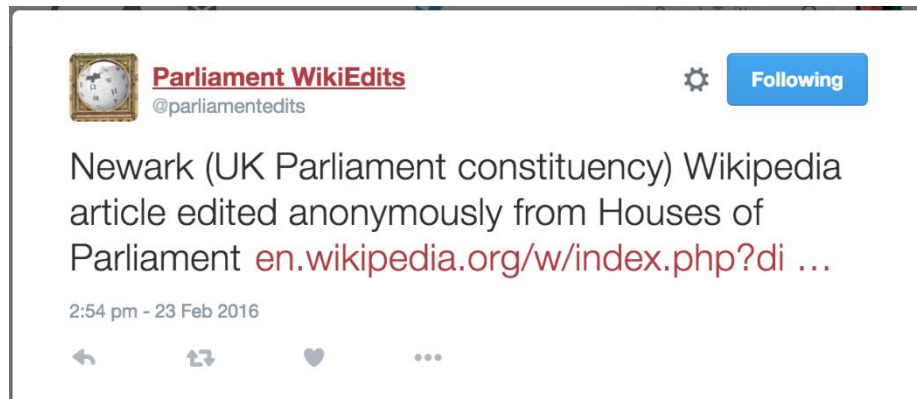 Parliament WikiEdits
@parliamentedits
Following
Newark (UK Parliament constituency) Wikipedia
article edited anonymously from Houses of
Parliament en.wikipedia.org/w/index.php?di ...
2:54 pm - 23 Feb 2016